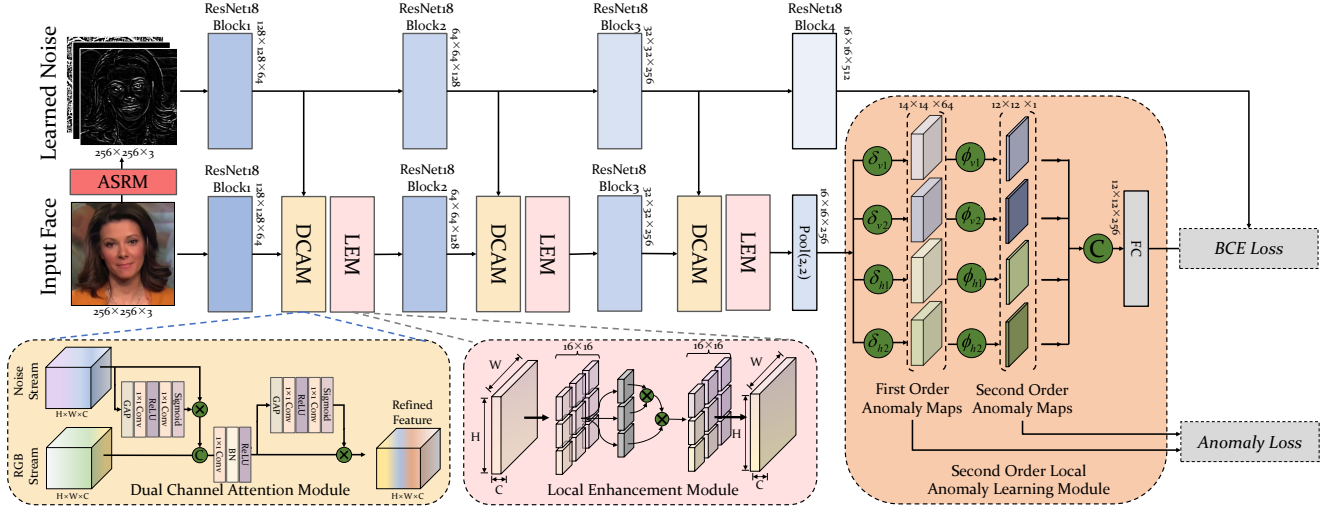 Learned Noise
256×256×3
ASRM
Input Face
256×256×3
ResNet18
Block1
128×128×64
ResNet18
Block2
64×64×128
ResNet18
Block3
32×32×256
ResNet18
Block4
16×16×512
ResNet18
Block1
128×128×64
DCAM
LEM
ResNet18
Block2
64×64×128
DCAM
LEM
ResNet18
Block3
32×32×256
DCAM
LEM
Pool(2,2)
16×16×256
14×14×64
12×12×1
δv1
ϕv1
δv2
ϕv2
δh1
ϕh1
δh2
ϕh2
C
12×12×256
FC
BCE Loss
First Order
Anomaly Maps
Second Order
Anomaly Maps
Anomaly Loss
Second Order Local
Anomaly Learning Module
Noise
Stream
H×W×C
GAP
1×1 Conv
ReLU
1×1 Conv
Sigmoid
RGB
Stream
H×W×C
C
1×1 Conv
BN
ReLU
GAP
1×1 Conv
ReLU
1×1 Conv
Sigmoid
Refined
Feature
H×W×C
Dual Channel Attention Module
W
H
C
16×16
16×16
W
H
C
Local Enhancement Module